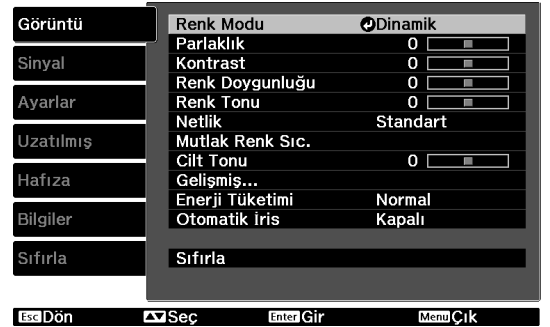 Görüntü
Sinyal
Ayarlar
Uzatılmış
Hafıza
Bilgiler
Sıfırla
Renk Modu Dinamik
Parlaklık 0
Kontrast 0
Renk Doygunluğu 0
Renk Tonu 0
Netlik Standart
Mutlak Renk Sıc.
Cilt Tonu 0
Gelişmiş...
Enerji Tüketimi Normal
Otomatik İris Kapalı
Sıfırla
Esc Dön Seç Enter Gir Menu Çık